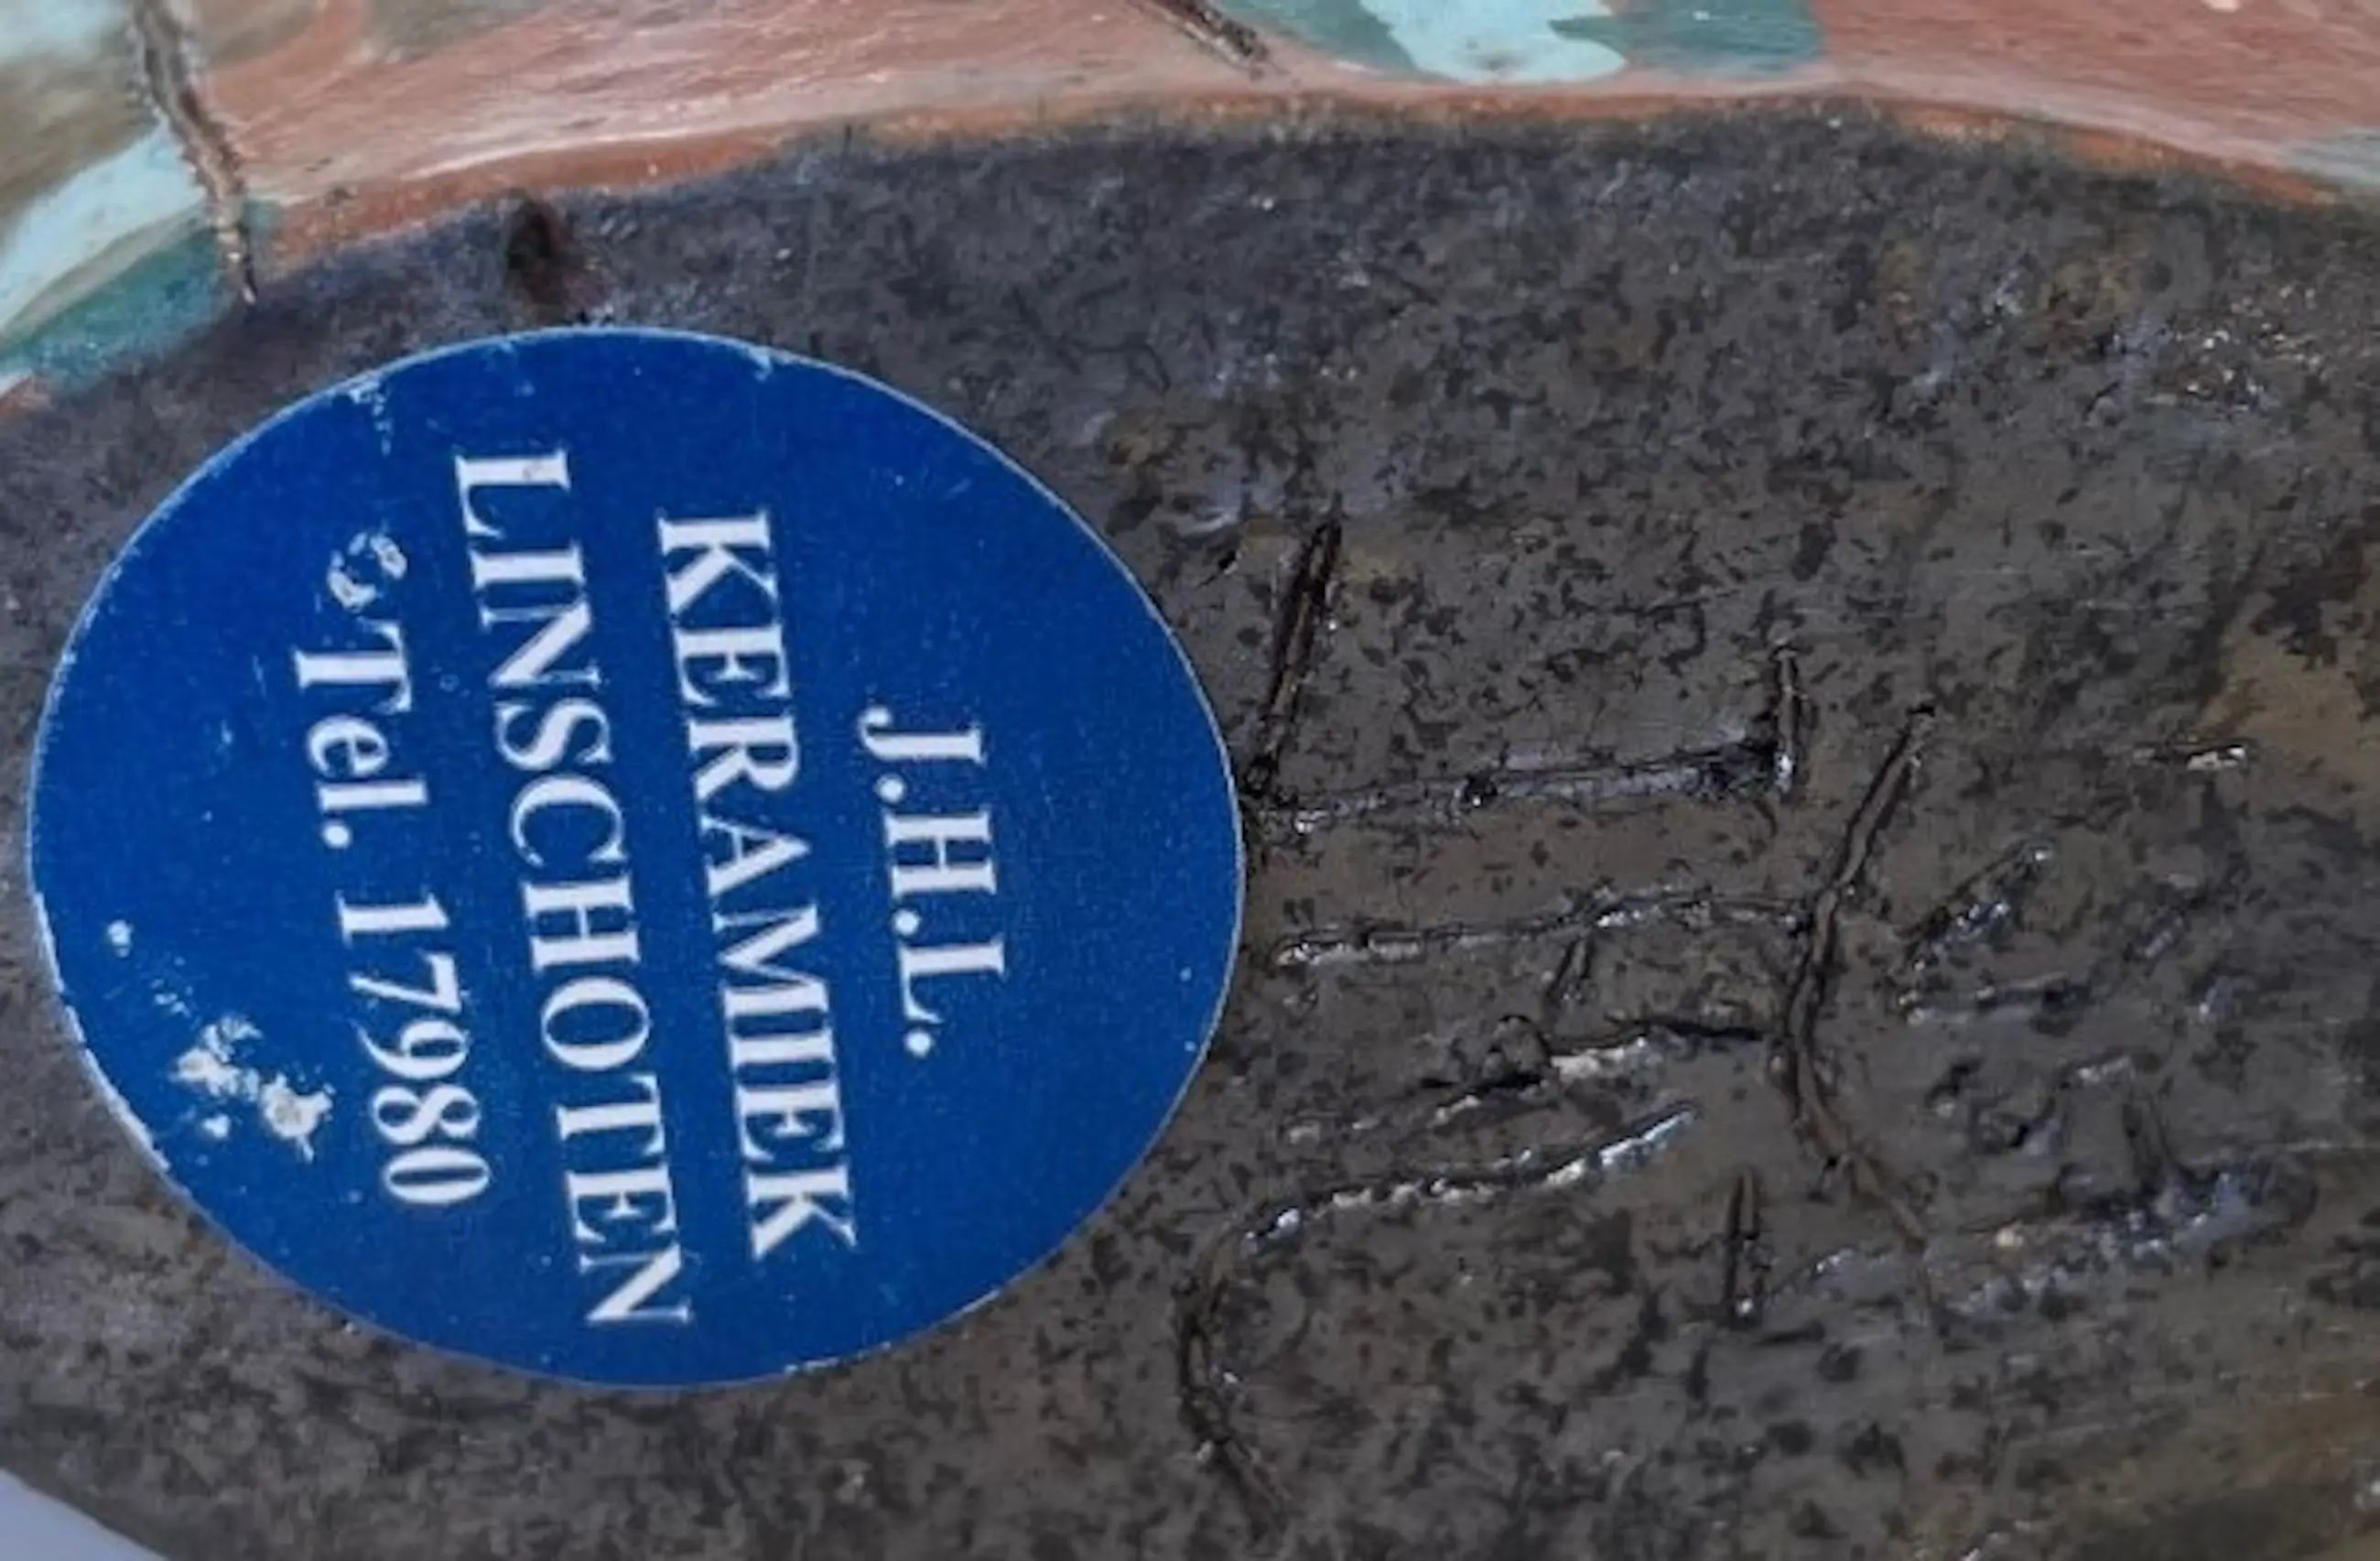 J.H.L.
KERAMIEK
LINSCHOTEN
Tel. 17980